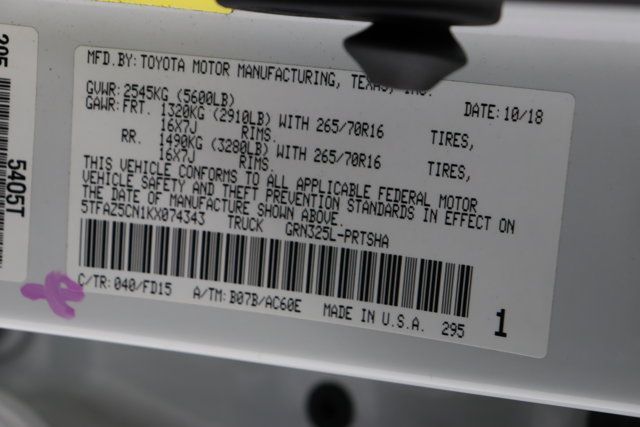 MFD.BY: TOYOTA MOTOR MANUFACTURING, TEXAS, INC.
GVWR: 2545KG (5600LB) DATE: 10/18
GAWR: FRT. 1320KG (2910LB) WITH 265/70R16 TIRES,
16X7J RIMS.
RR. 1490KG (3280LB) WITH 265/70R16 TIRES,
16X7J RIMS.
THIS VEHICLE CONFORMS TO ALL APPLICABLE FEDERAL MOTOR
VEHICLE SAFETY AND THEFT PREVENTION STANDARDS IN EFFECT ON
THE DATE OF MANUFACTURE SHOWN ABOVE.
5TFAZ5CN1KX074343 TRUCK GRN325L-PRTSHA
C/TR: 040/FD15 A/TM: B07B/AC60E MADE IN U.S.A. 295 1
205
5405T